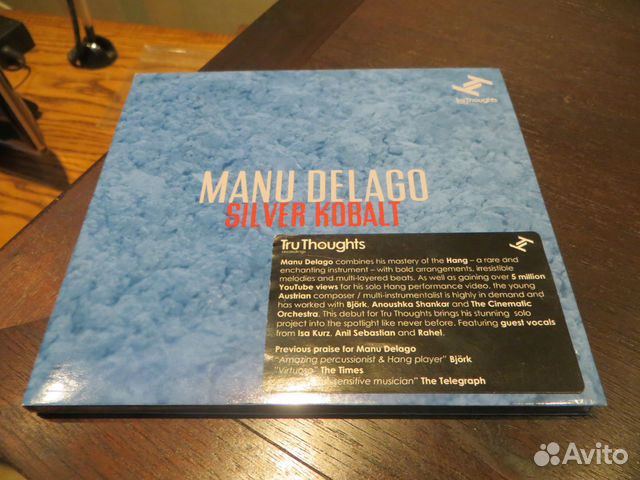 TruThoughts
MANU DELAGO
SILVER KOBALT
TruThoughts
recordings
Manu Delago combines his mastery of the Hang – a rare and
enchanting instrument – with bold arrangements, irresistible
melodies and multi-layered beats. As well as gaining over 5 million
YouTube views for his solo Hang performance video, the young
Austrian composer / multi-instrumentalist is highly in demand and
has worked with Björk, Anoushka Shankar and The Cinematic
Orchestra. This debut for Tru Thoughts brings his stunning solo
project into the spotlight like never before. Featuring guest vocals
from Isa Kurz, Anil Sebastian and Rahel.
Previous praise for Manu Delago
"Amazing percussionist & Hang player" Björk
"Virtuoso" The Times
sensitive musician" The Telegraph
Avito